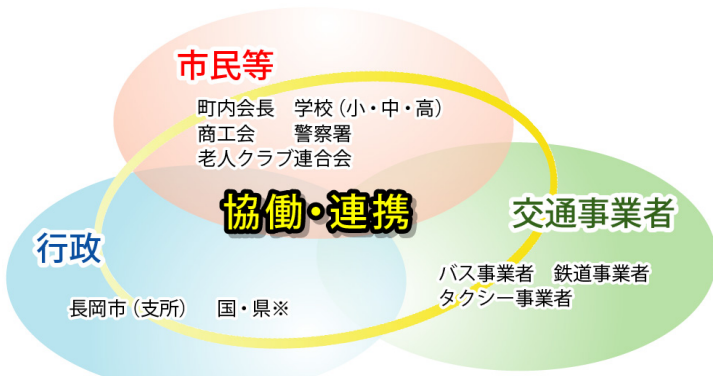 市民等
町内会長 学校（小・中・高）
商工会 警察署
老人クラブ連合会
協働・連携
交通事業者
バス事業者 鉄道事業者
タクシー事業者
行政
長岡市（支所） 国・県※